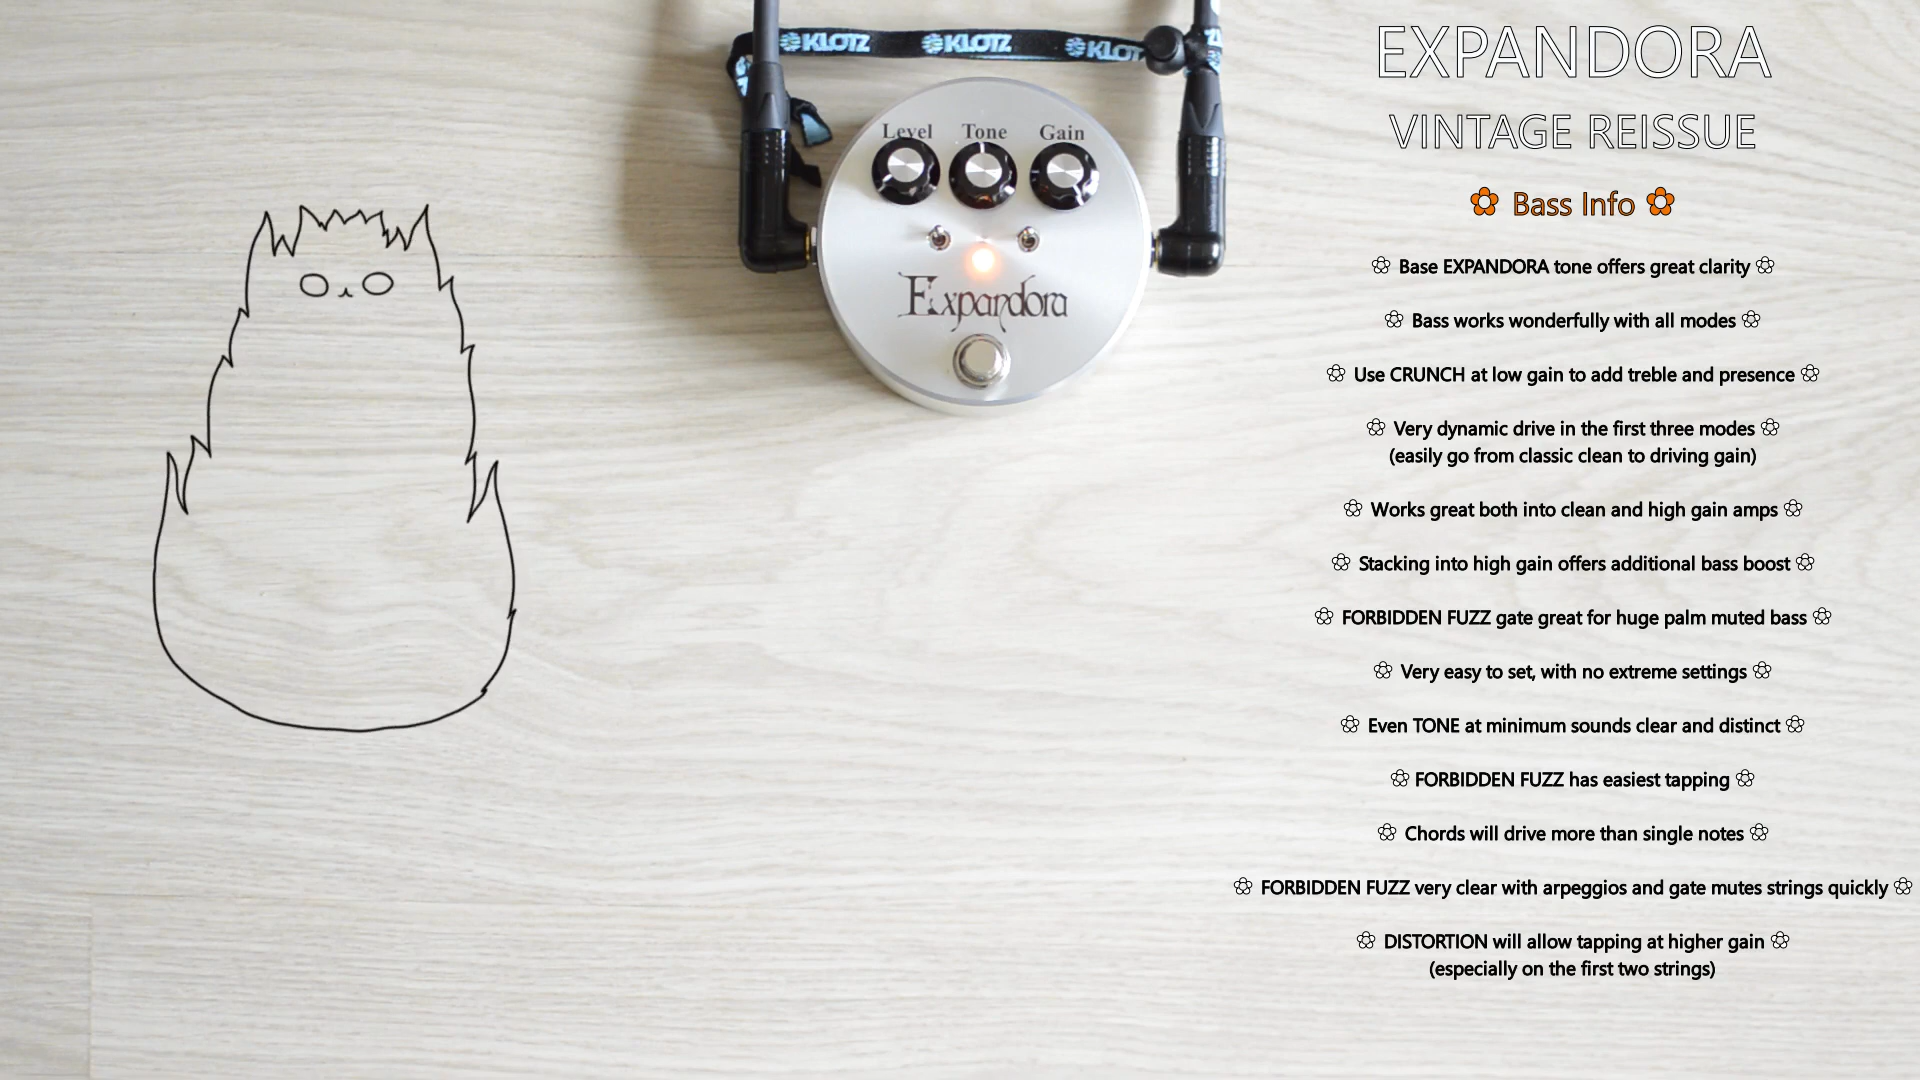 KLOTZ KLOTZ KLOT
Level Tone Gain
Expandora
EXPANDORA
VINTAGE REISSUE
Bass Info
Base EXPANDORA tone offers great clarity
Bass works wonderfully with all modes
Use CRUNCH at low gain to add treble and presence
Very dynamic drive in the first three modes
(easily go from classic clean to driving gain)
Works great both into clean and high gain amps
Stacking into high gain offers additional bass boost
FORBIDDEN FUZZ gate great for huge palm muted bass
Very easy to set, with no extreme settings
Even TONE at minimum sounds clear and distinct
FORBIDDEN FUZZ has easiest tapping
Chords will drive more than single notes
FORBIDDEN FUZZ very clear with arpeggios and gate mutes strings quickly
DISTORTION will allow tapping at higher gain
(especially on the first two strings)